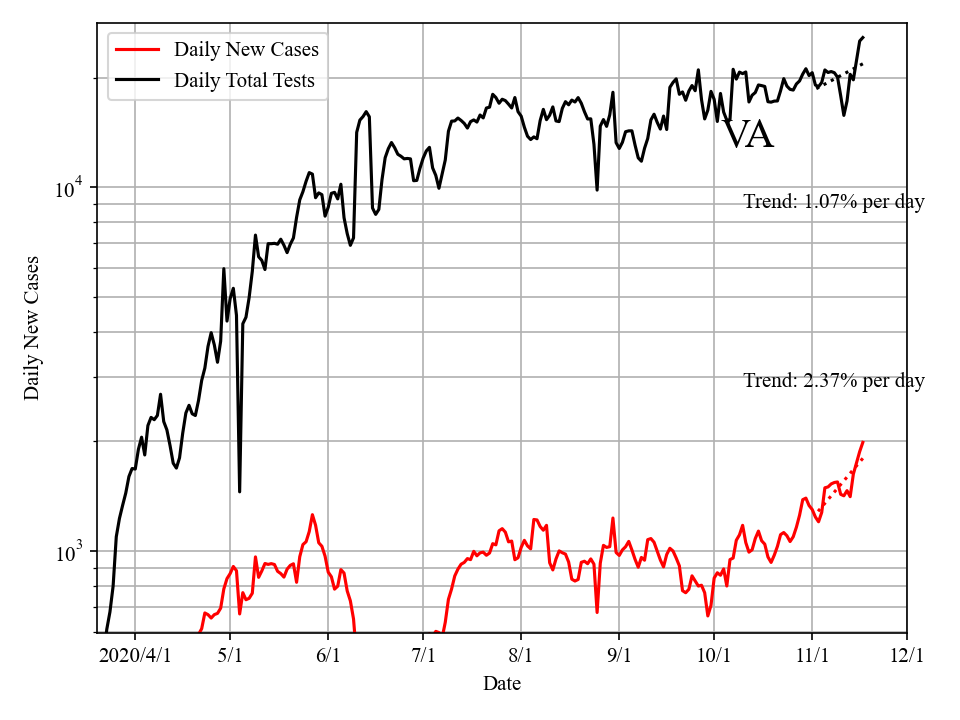 Daily New Cases
Daily Total Tests
VA
10^4
Trend: 1.07% per day
Daily New Cases
Trend: 2.37% per day
10^3
2020/4/1 5/1 6/1 7/1 8/1 9/1 10/1 11/1 12/1
Date